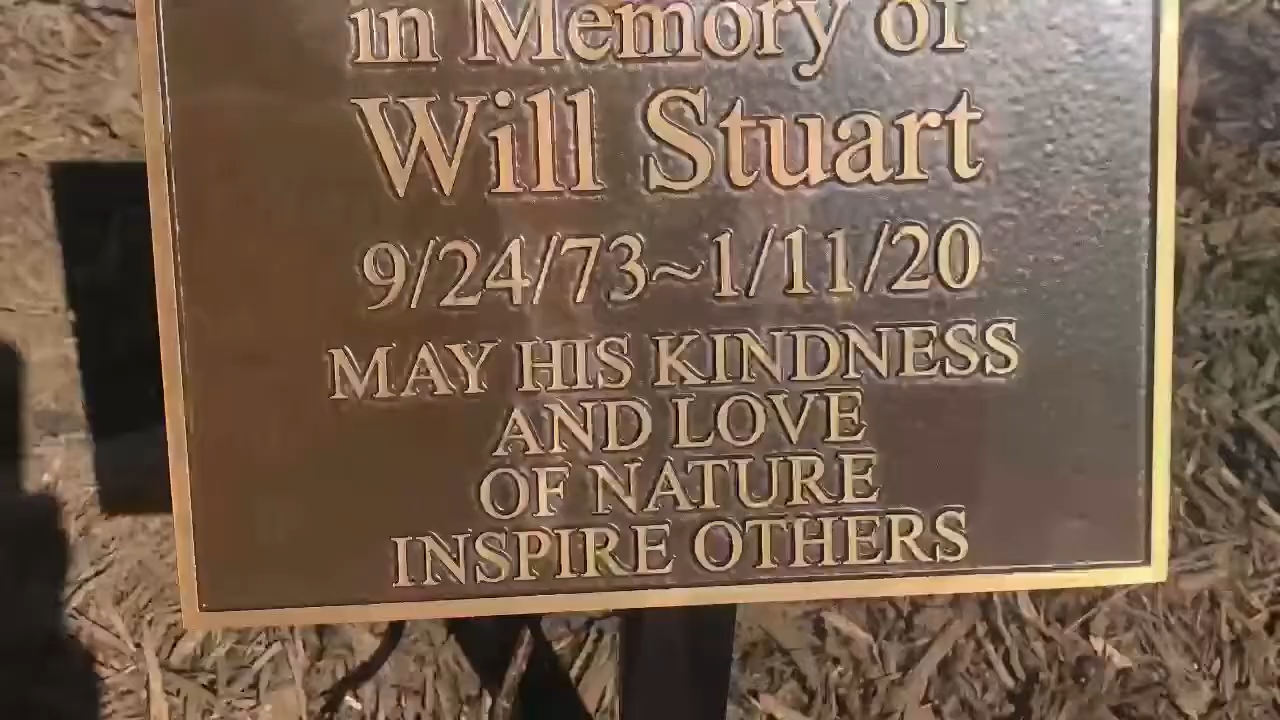 in Memory of
Will Stuart
9/24/73~1/11/20
MAY HIS KINDNESS
AND LOVE
OF NATURE
INSPIRE OTHERS